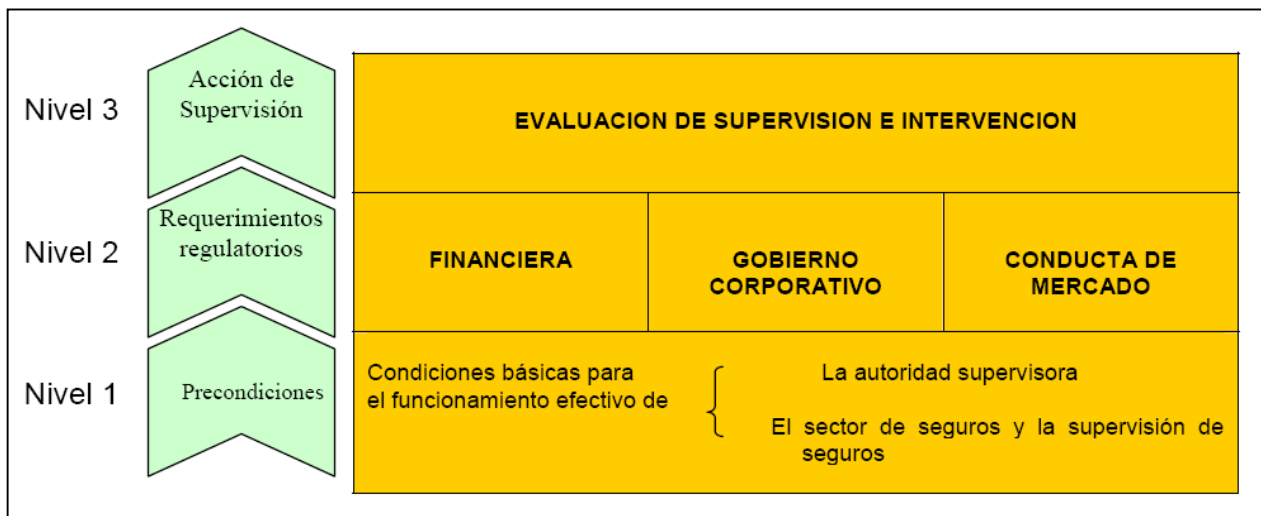 Nivel 3
Acción de
Supervisión
EVALUACION DE SUPERVISION E INTERVENCION
Nivel 2
Requerimientos
regulatorios
FINANCIERA
GOBIERNO
CORPORATIVO
CONDUCTA DE
MERCADO
Nivel 1
Precondiciones
Condiciones básicas para
el funcionamiento efectivo de
La autoridad supervisora
El sector de seguros y la supervisión de
seguros